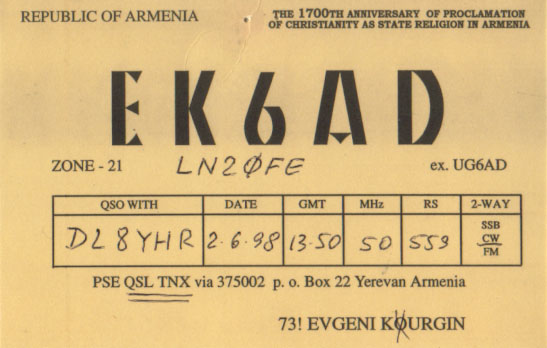 REPUBLIC OF ARMENIA
THE 1700TH ANNIVERSARY OF PROCLAMATION
OF CHRISTIANITY AS STATE RELIGION IN ARMENIA
EK6AD
ZONE - 21 LN2ØFE ex. UG6AD
QSO WITH DATE GMT MHz RS 2-WAY
DL8YHR 2.6.98 13-50 50 559 SSB
CW
FM
PSE QSL TNX via 375002 p. o. Box 22 Yerevan Armenia
73! EVGENI KURGIN